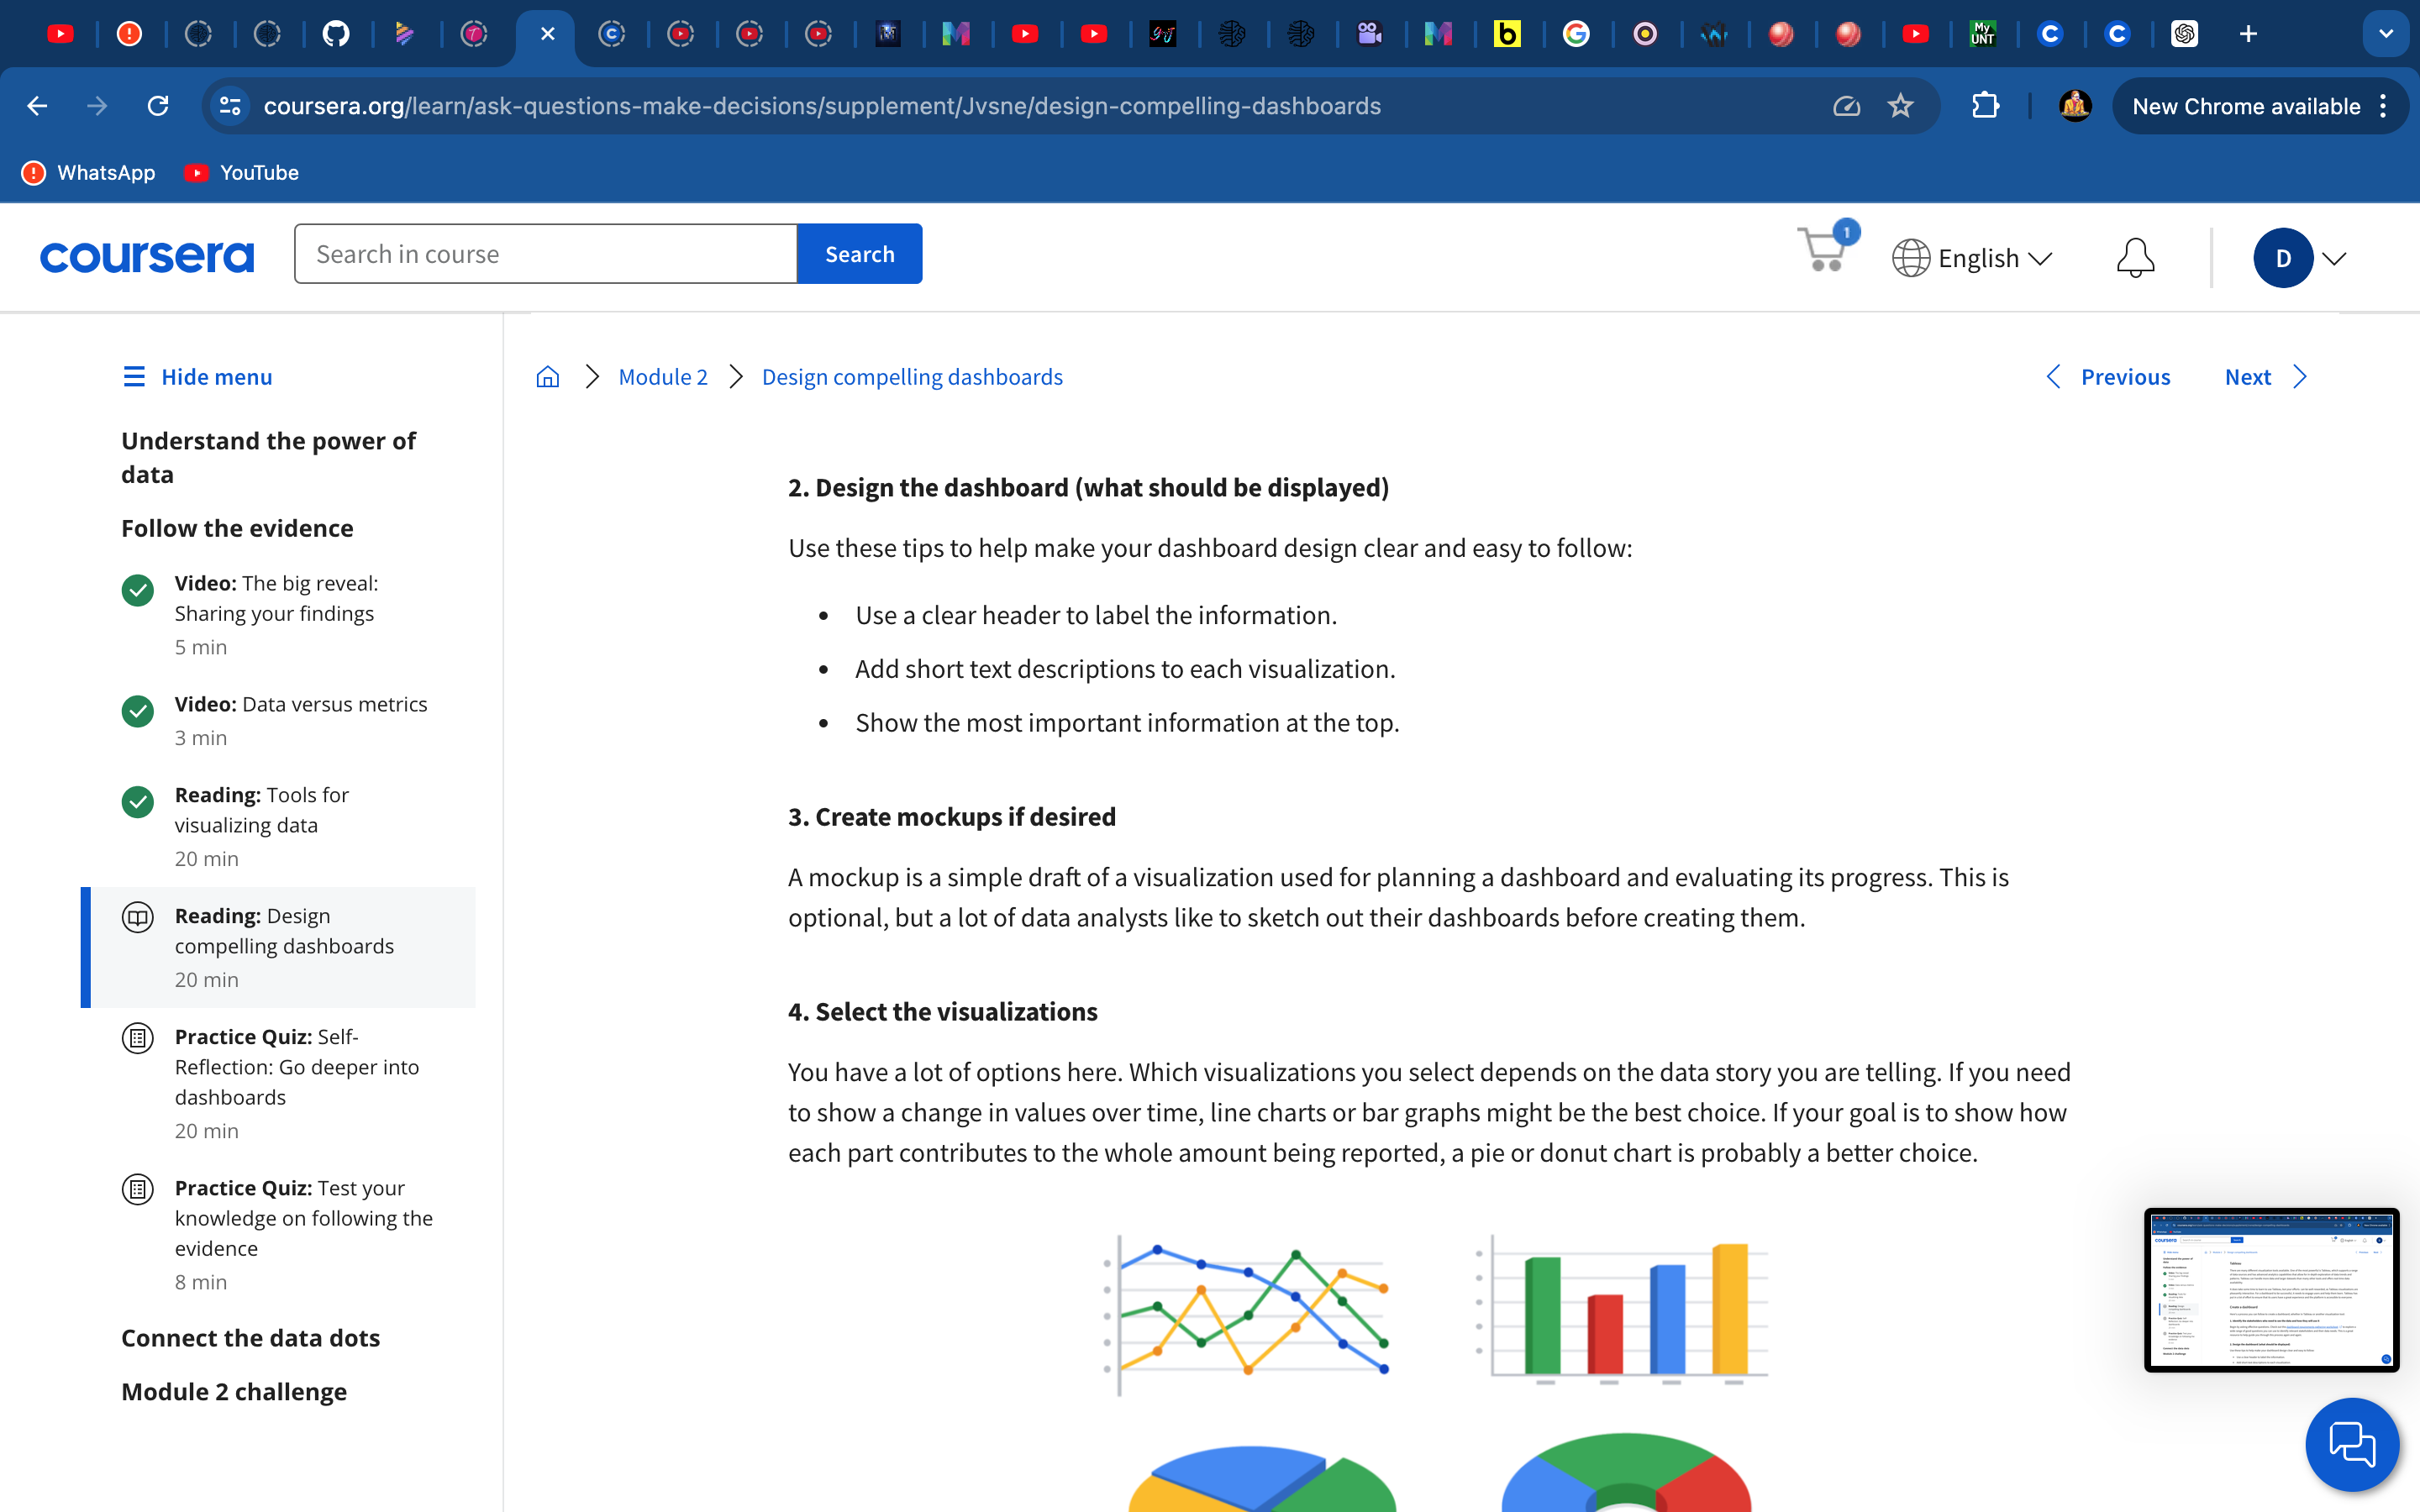 coursera.org/learn/ask-questions-make-decisions/supplement/Jvsne/design-compelling-dashboards
New Chrome available
WhatsApp
YouTube
coursera
Search in course
Search
1
English
D
Hide menu
Module 2
Design compelling dashboards
Previous
Next
Understand the power of
data
Follow the evidence
Video: The big reveal:
Sharing your findings
5 min
Video: Data versus metrics
3 min
Reading: Tools for
visualizing data
20 min
Reading: Design
compelling dashboards
20 min
Practice Quiz: Self-
Reflection: Go deeper into
dashboards
20 min
Practice Quiz: Test your
knowledge on following the
evidence
8 min
Connect the data dots
Module 2 challenge
2. Design the dashboard (what should be displayed)
Use these tips to help make your dashboard design clear and easy to follow:
• Use a clear header to label the information.
• Add short text descriptions to each visualization.
• Show the most important information at the top.
3. Create mockups if desired
A mockup is a simple draft of a visualization used for planning a dashboard and evaluating its progress. This is
optional, but a lot of data analysts like to sketch out their dashboards before creating them.
4. Select the visualizations
You have a lot of options here. Which visualizations you select depends on the data story you are telling. If you need
to show a change in values over time, line charts or bar graphs might be the best choice. If your goal is to show how
each part contributes to the whole amount being reported, a pie or donut chart is probably a better choice.